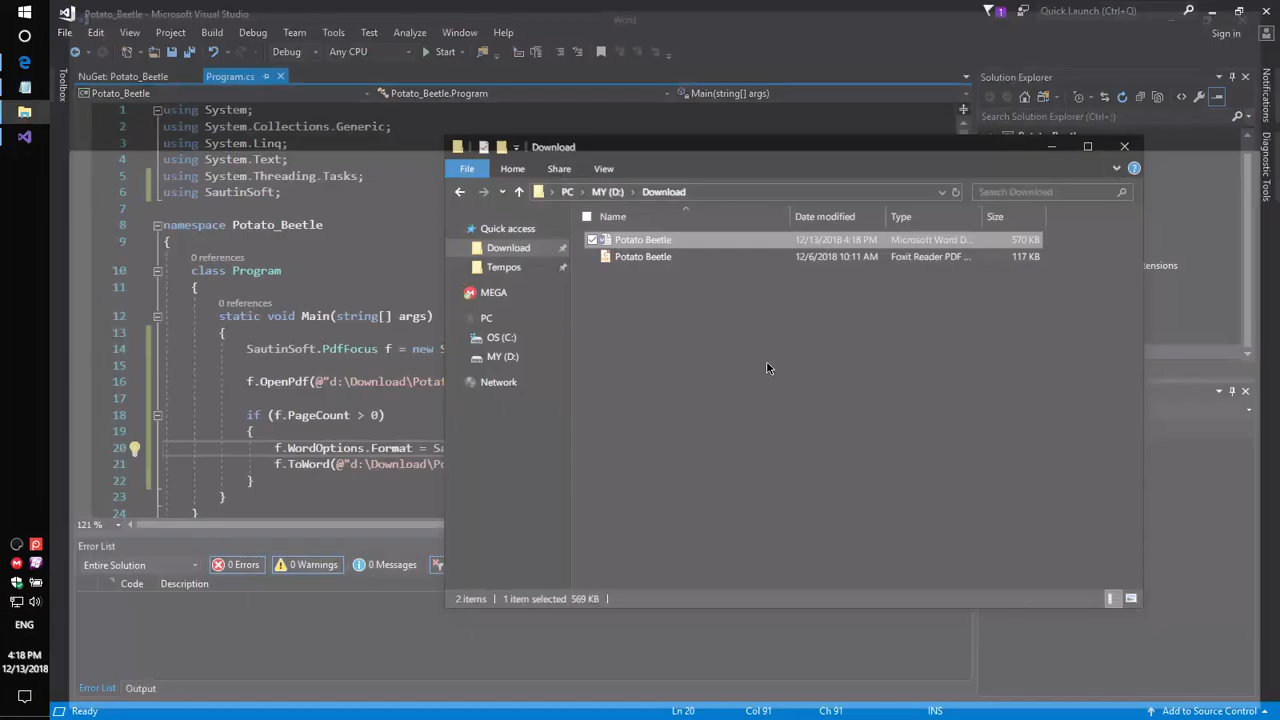 Potato_Beetle - Microsoft Visual Studio
Word
1
Quick Launch (Ctrl+Q)
File Edit View Project Build Debug Team Tools Test Analyze Window Help
Sign in
Debug Any CPU Start
Toolbox
NuGet: Potato_Beetle Program.cs
Potato_Beetle Potato_Beetle.Program Main(string[] args)
1 using System;
2 using System.Collections.Generic;
3 using System.Linq;
4 using System.Text;
5 using System.Threading.Tasks;
6 using SautinSoft;
7
8 namespace Potato_Beetle
9 {
0 references
10 class Program
11 {
0 references
12 static void Main(string[] args)
13 {
14 SautinSoft.PdfFocus f = new S
15
16 f.OpenPdf(@"d:\Download\Potat
17
18 if (f.PageCount > 0)
19 {
20 f.WordOptions.Format = Sa
21 f.ToWord(@"d:\Download\Po
22 }
23 }
24 }
121 %
Error List
Entire Solution 0 Errors 0 Warnings 0 Messages
Code Description
Error List Output
Ready Ln 20 Col 91 Ch 91 INS Add to Source Control
Solution Explorer
Search Solution Explorer (Ctrl+;)
ensions
Notifications
Download
File Home Share View
PC MY (D:) Download
Search Download
Name Date modified Type Size
Potato Beetle 12/13/2018 4:18 PM Microsoft Word D... 570 KB
Potato Beetle 12/6/2018 10:11 AM Foxit Reader PDF ... 117 KB
Quick access
Download
Tempos
MEGA
PC
OS (C:)
MY (D:)
Network
2 items 1 item selected 569 KB
ENG
4:18 PM
12/13/2018